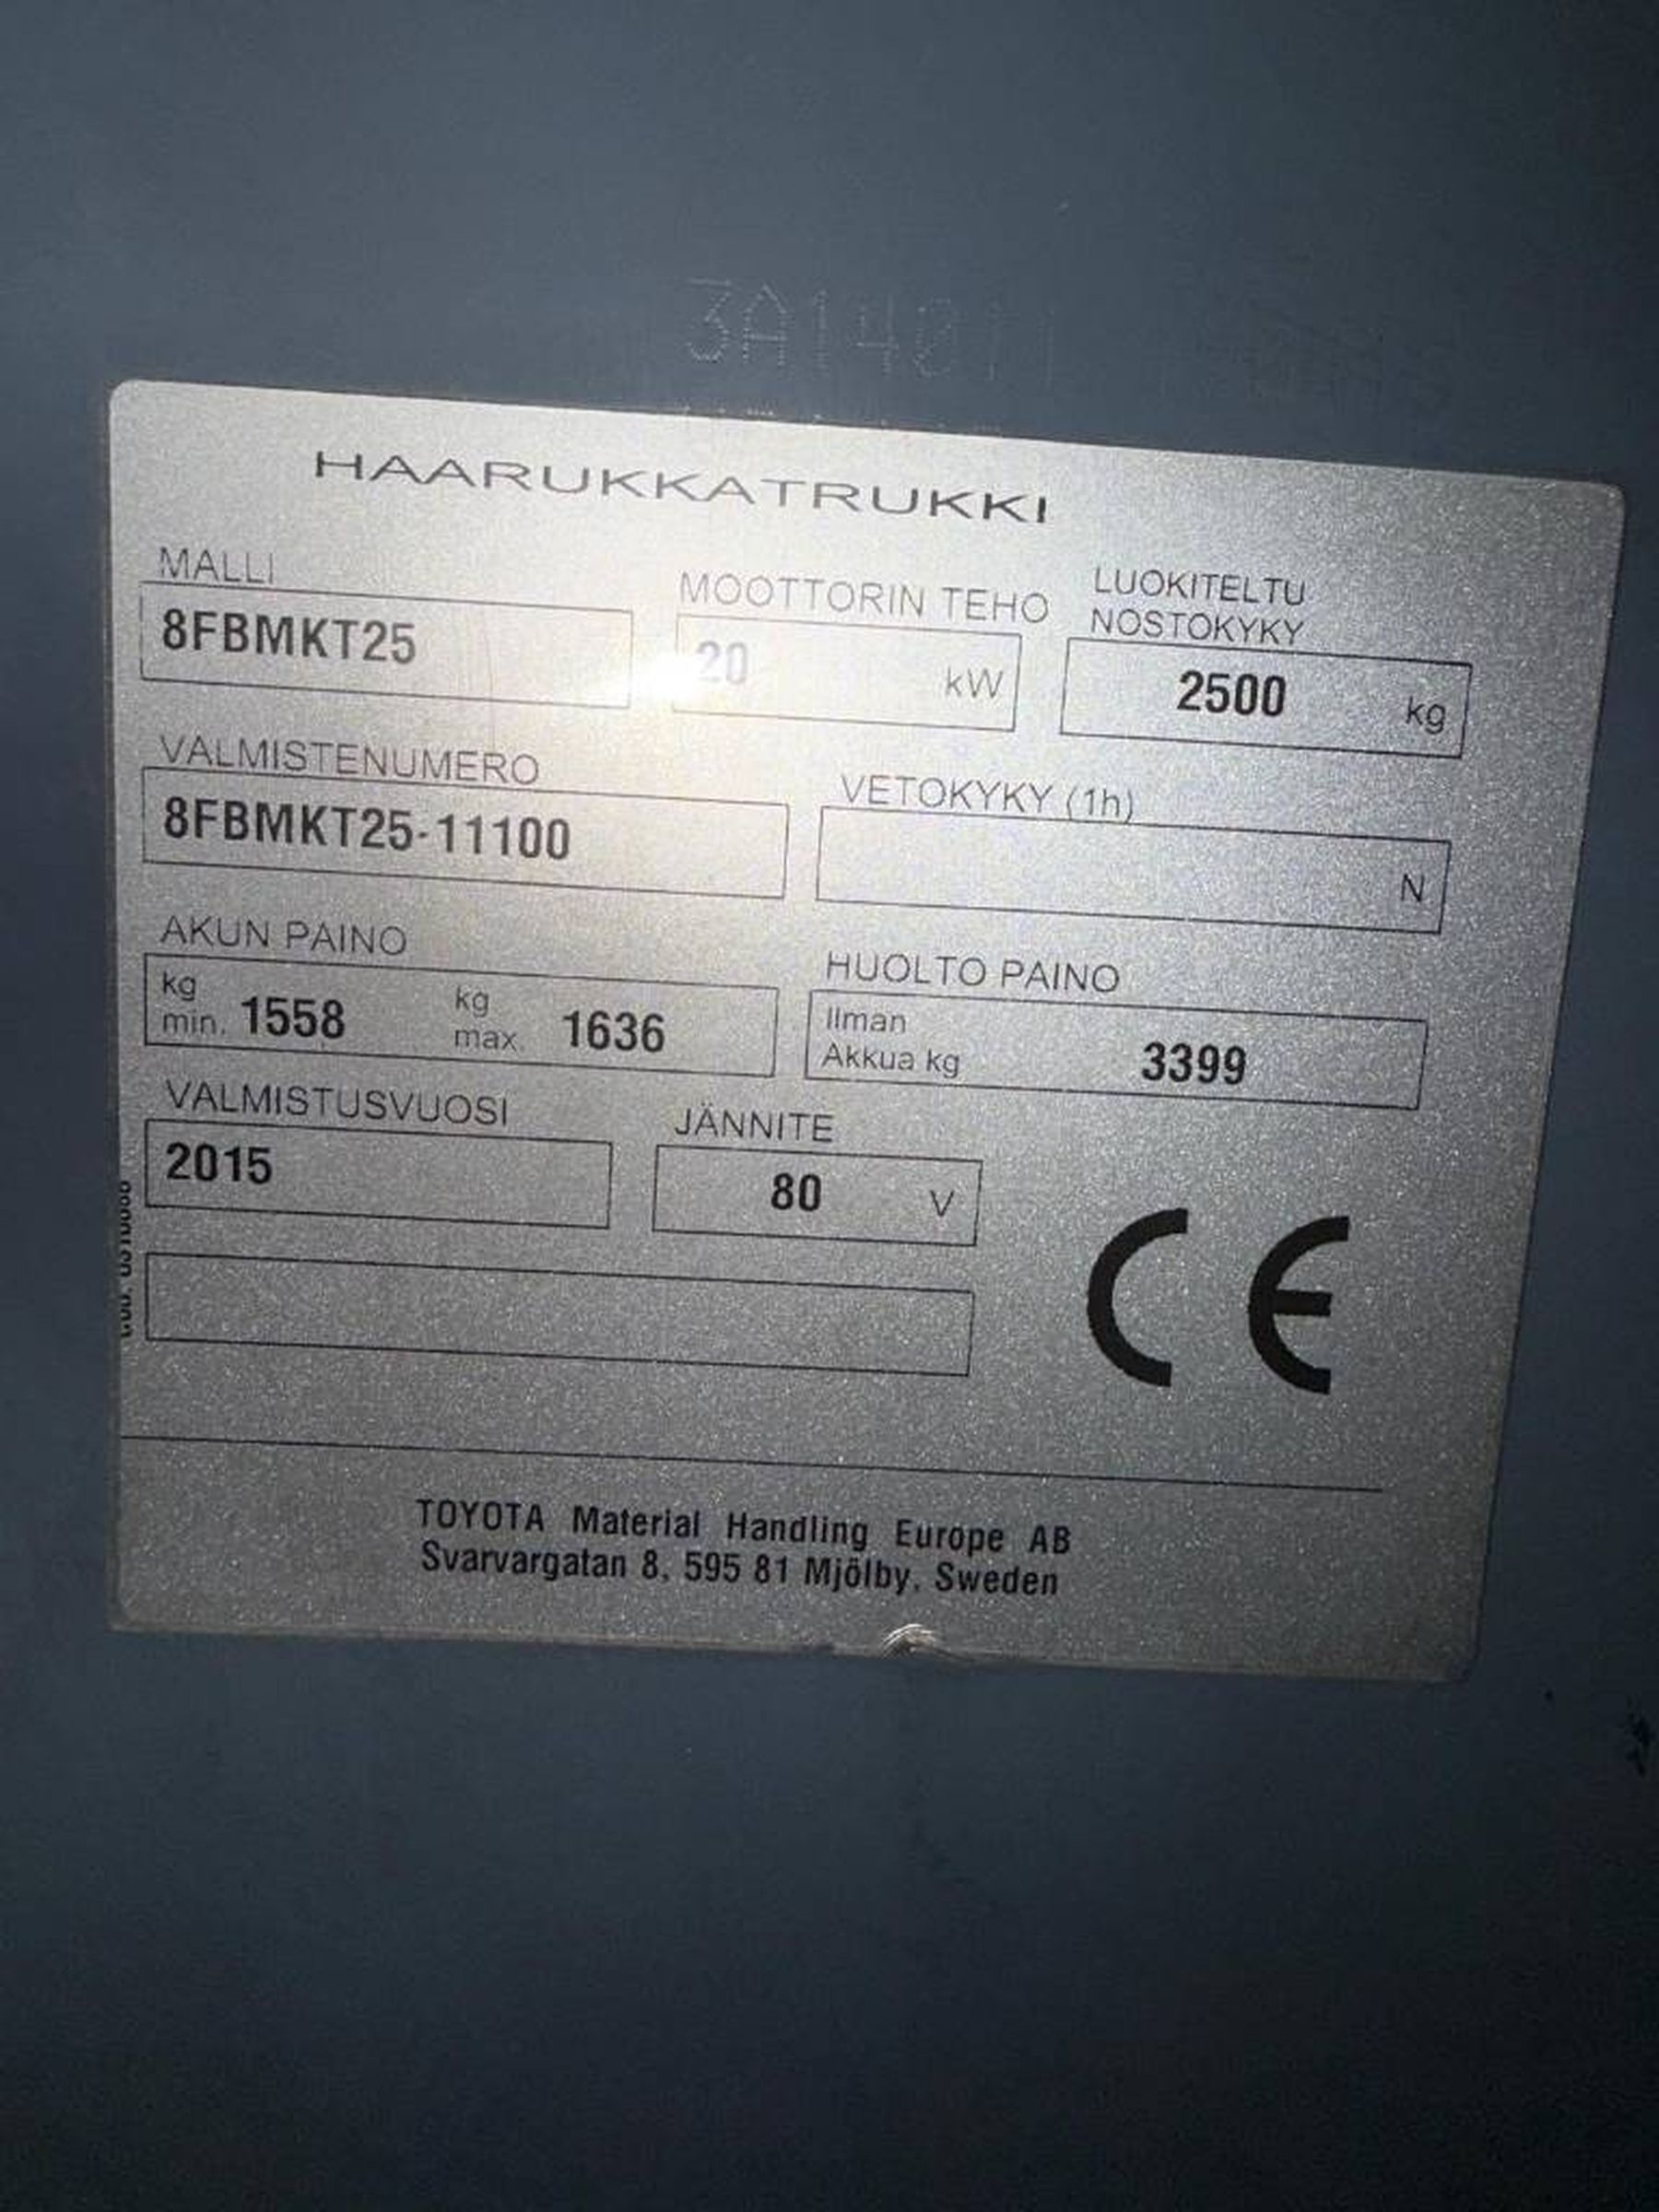 HAARUKKATRUKKI
MALLI
8FBMKT25
MOOTTORIN TEHO
20 kW
LUOKITELTU
NOSTOKYKY
2500 kg
VALMISTENUMERO
8FBMKT25-11100
VETOKYKY (1h)
N
AKUN PAINO
kg min. 1558 kg max. 1636
HUOLTO PAINO
Ilman
Akkua kg 3399
VALMISTUSVUOSI
2015
JÄNNITE
80 V
CE
TOYOTA Material Handling Europe AB
Svarvargatan 8, 595 81 Mjölby, Sweden